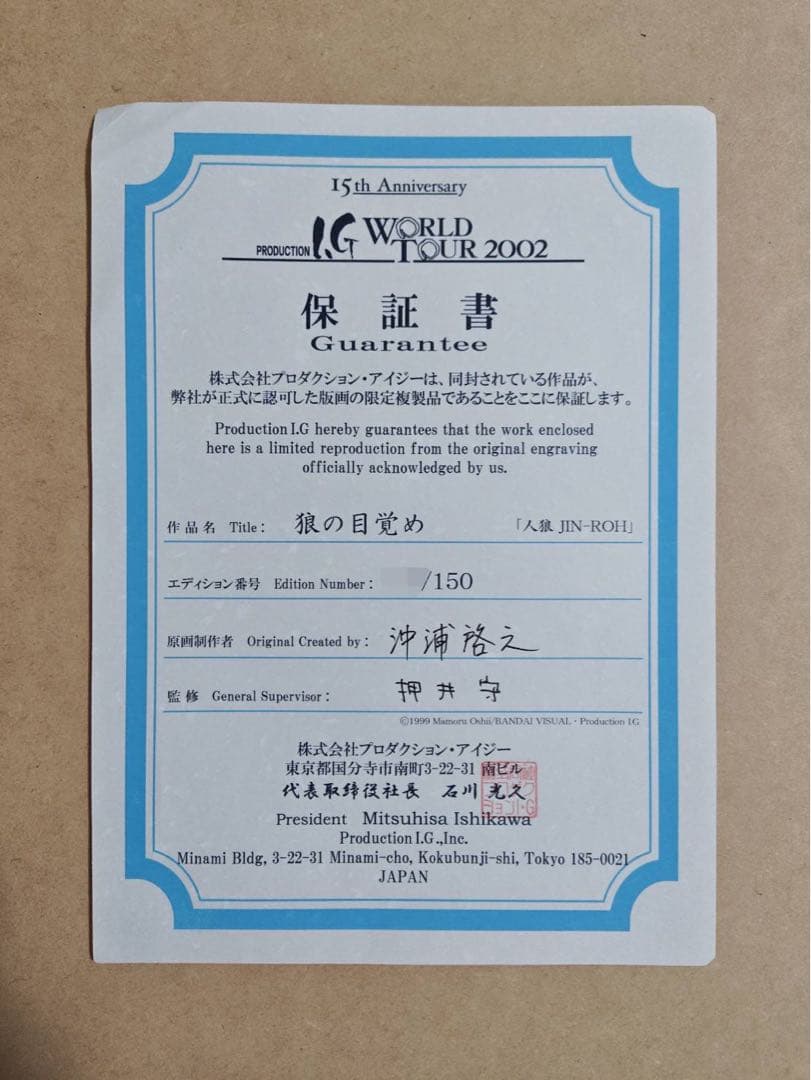 15th Anniversary
PRODUCTION I.G WORLD TOUR 2002
保証書
Guarantee
株式会社プロダクション・アイジーは、同封されている作品が、
弊社が正式に認可した版画の限定複製品であることをここに保証します。
Production I.G hereby guarantees that the work enclosed
here is a limited reproduction from the original engraving
officially acknowledged by us.
作品名 Title： 狼の目覚め 「人狼 JIN-ROH」
エディション番号 Edition Number： /150
原画制作者 Original Created by： 沖浦啓之
監修 General Supervisor： 押井守
©1999 Mamoru Oshii/BANDAI VISUAL・Production I.G
株式会社プロダクション・アイジー
東京都国分寺市南町3-22-31 南ビル
代表取締役社長 石川光久
President Mitsuhisa Ishikawa
Production I.G.,Inc.
Minami Bldg, 3-22-31 Minami-cho, Kokubunji-shi, Tokyo 185-0021
JAPAN